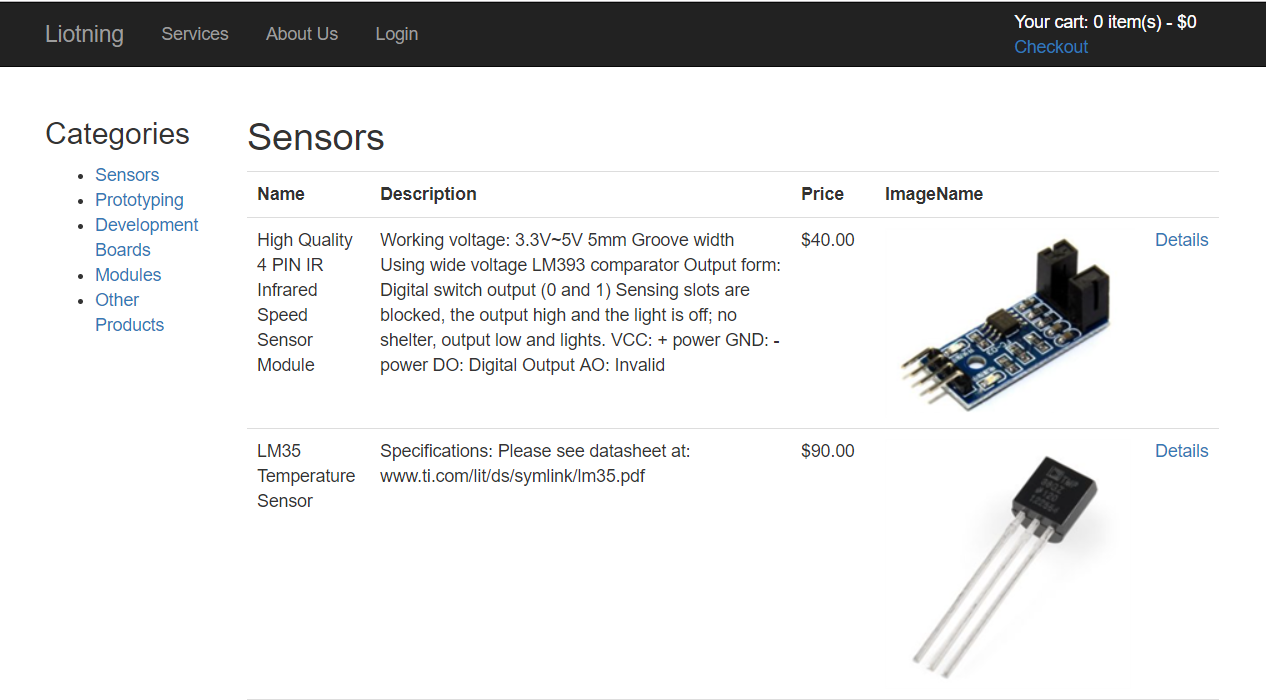 Liotning Services About Us Login
Your cart: 0 item(s) - $0
Checkout
Categories
Sensors
Prototyping
Development
Boards
Modules
Other
Products
Sensors
Name Description Price ImageName
High Quality
4 PIN IR
Infrared
Speed
Sensor
Module
Working voltage: 3.3V~5V 5mm Groove width
Using wide voltage LM393 comparator Output form:
Digital switch output (0 and 1) Sensing slots are
blocked, the output high and the light is off; no
shelter, output low and lights. VCC: + power GND: -
power DO: Digital Output AO: Invalid
$40.00
Details
LM35
Temperature
Sensor
Specifications: Please see datasheet at:
www.ti.com/lit/ds/symlink/lm35.pdf
$90.00
TMP
Details